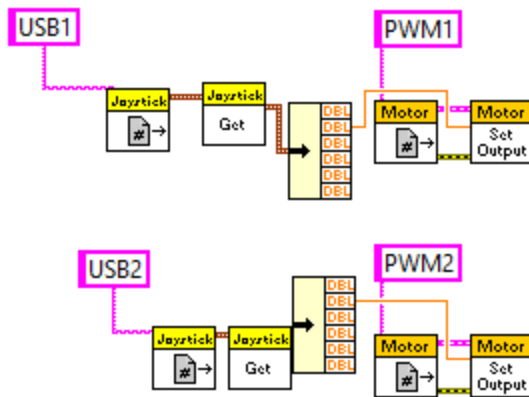 USB1
PWM1
Joystick
Joystick
Get
DBL
DBL
DBL
DBL
DBL
DBL
Motor
Motor
#
#
Set
Output
USB2
PWM2
Joystick
Joystick
#
Get
DBL
DBL
DBL
DBL
DBL
DBL
Motor
Motor
#
Set
Output